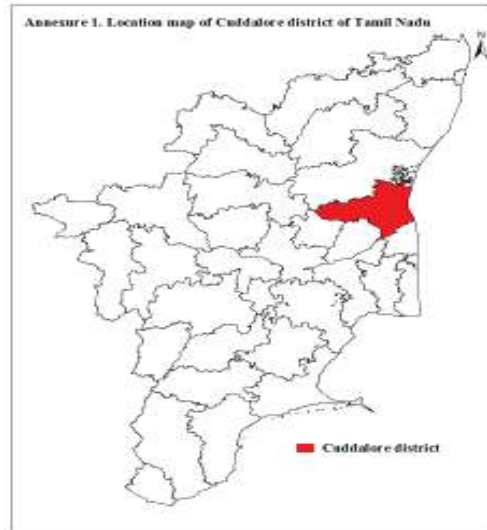 Annexure 1. Location map of Cuddalore district of Tamil Nadu
N
Cuddalore district